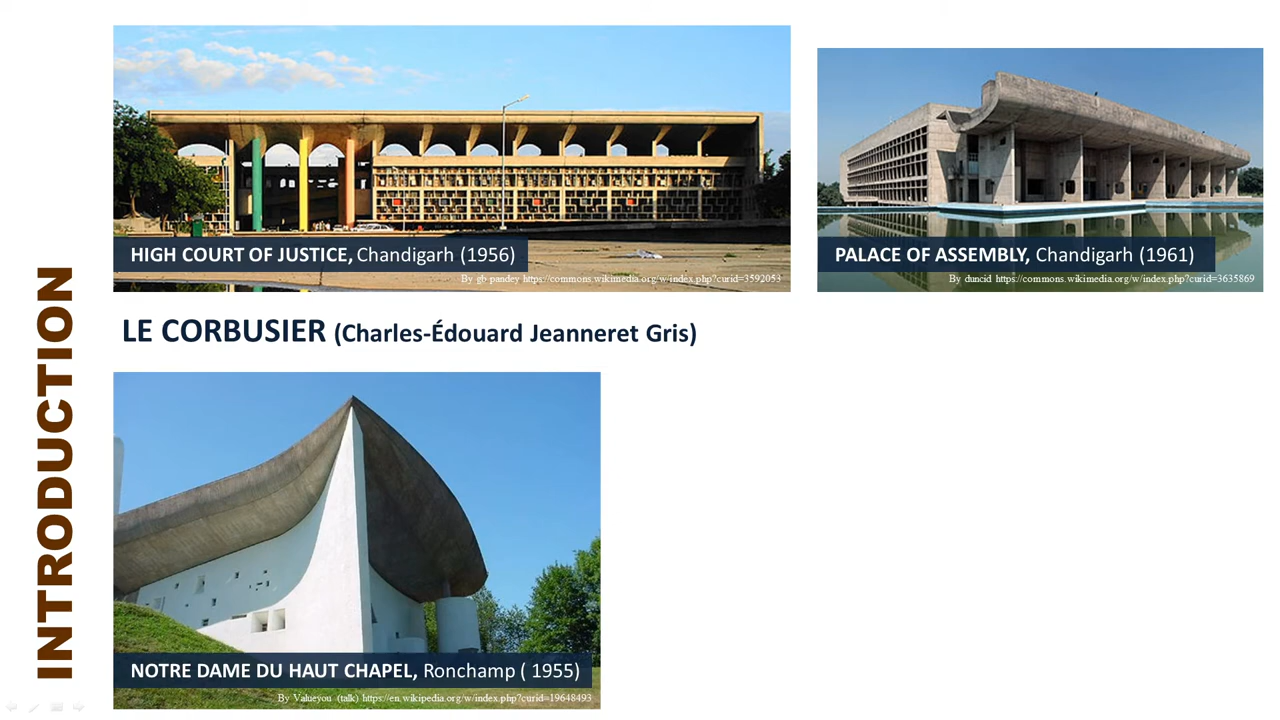 INTRODUCTION
HIGH COURT OF JUSTICE, Chandigarh (1956)
By gb pandey https://commons.wikimedia.org/w/index.php?curid=3592053
PALACE OF ASSEMBLY, Chandigarh (1961)
By duncid https://commons.wikimedia.org/w/index.php?curid=3635869
LE CORBUSIER (Charles-Édouard Jeanneret Gris)
NOTRE DAME DU HAUT CHAPEL, Ronchamp ( 1955)
By Valueyou (talk) https://en.wikipedia.org/w/index.php?curid=19648493